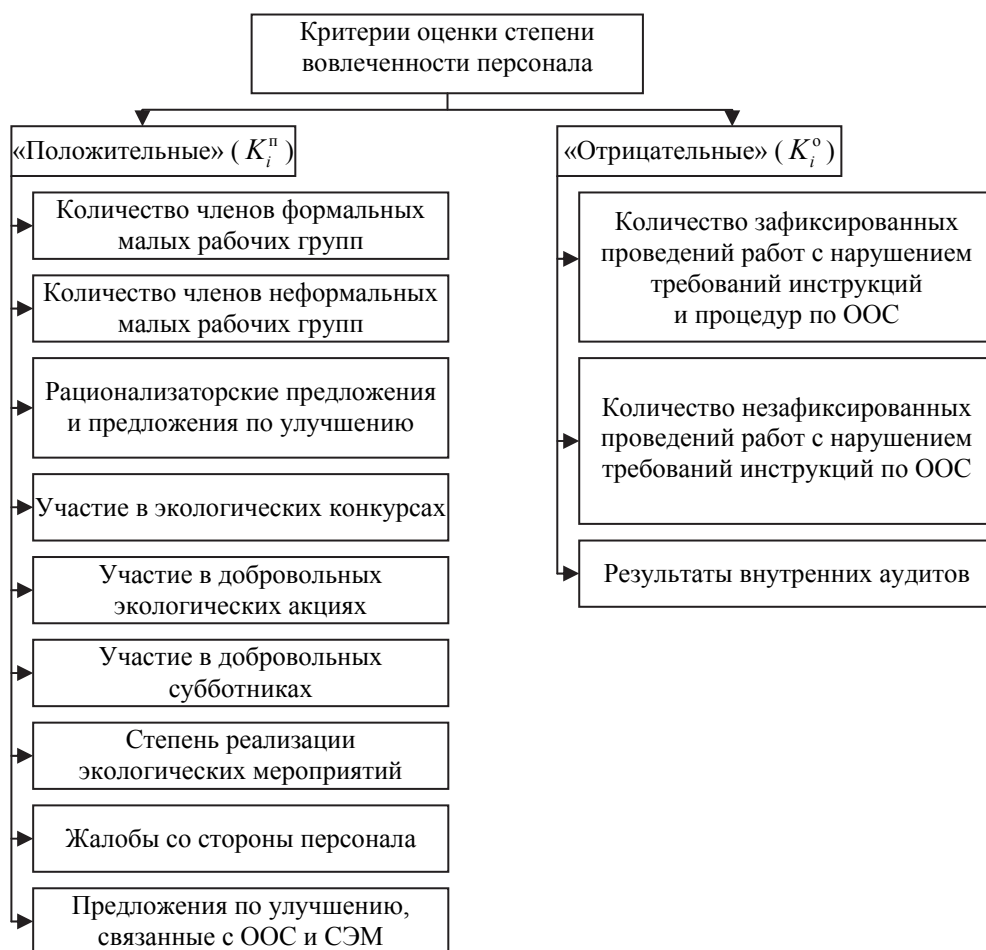 Критерии оценки степени
вовлеченности персонала
«Положительные» ( K_i^п )
Количество членов формальных
малых рабочих групп
Количество членов неформальных
малых рабочих групп
Рационализаторские предложения
и предложения по улучшению
Участие в экологических конкурсах
Участие в добровольных
экологических акциях
Участие в добровольных
субботниках
Степень реализации
экологических мероприятий
Жалобы со стороны персонала
Предложения по улучшению,
связанные с ООС и СЭМ
«Отрицательные» ( K_i^о )
Количество зафиксированных
проведений работ с нарушением
требований инструкций
и процедур по ООС
Количество незафиксированных
проведений работ с нарушением
требований инструкций по ООС
Результаты внутренних аудитов